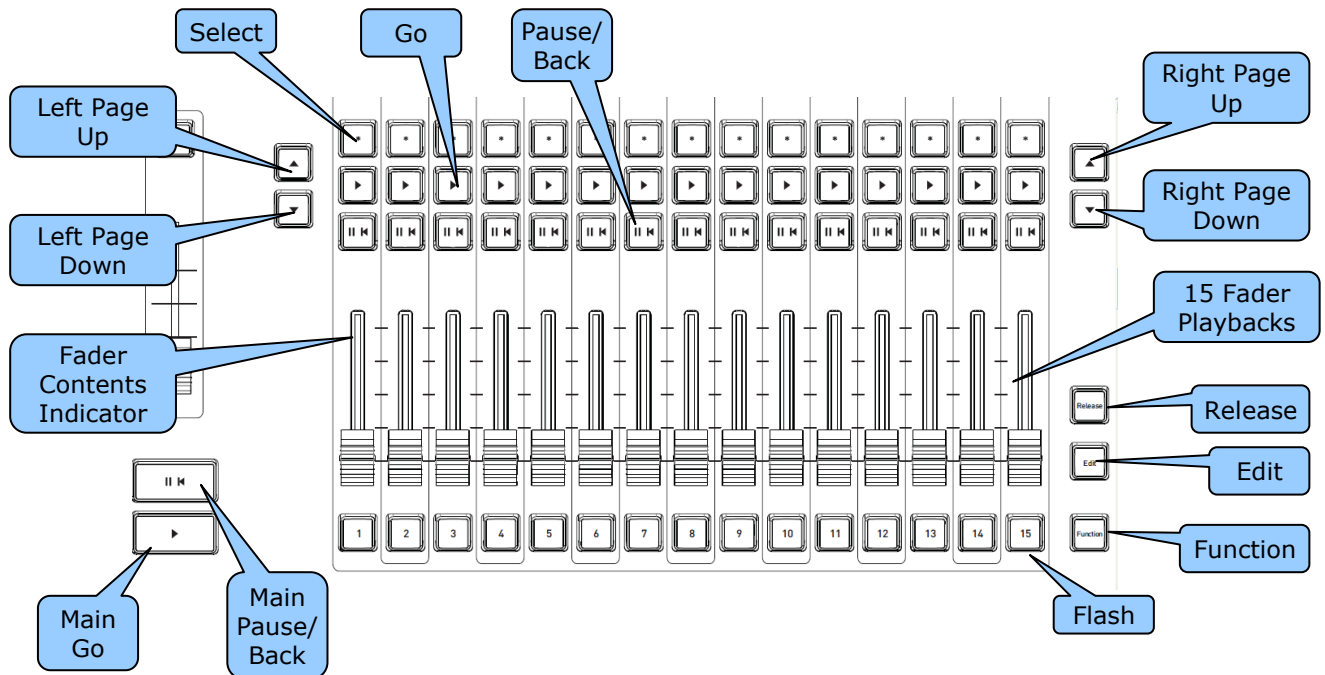 Select
Go
Pause/
Back
Left Page
Up
Right Page
Up
Left Page
Down
Right Page
Down
* * * * * * * * * * * * * * *
15 Fader
Playbacks
Fader
Contents
Indicator
Release
Release
Edit
Edit
1 2 3 4 5 6 7 8 9 10 11 12 13 14 15
Function
Function
Main
Go
Main
Pause/
Back
Flash